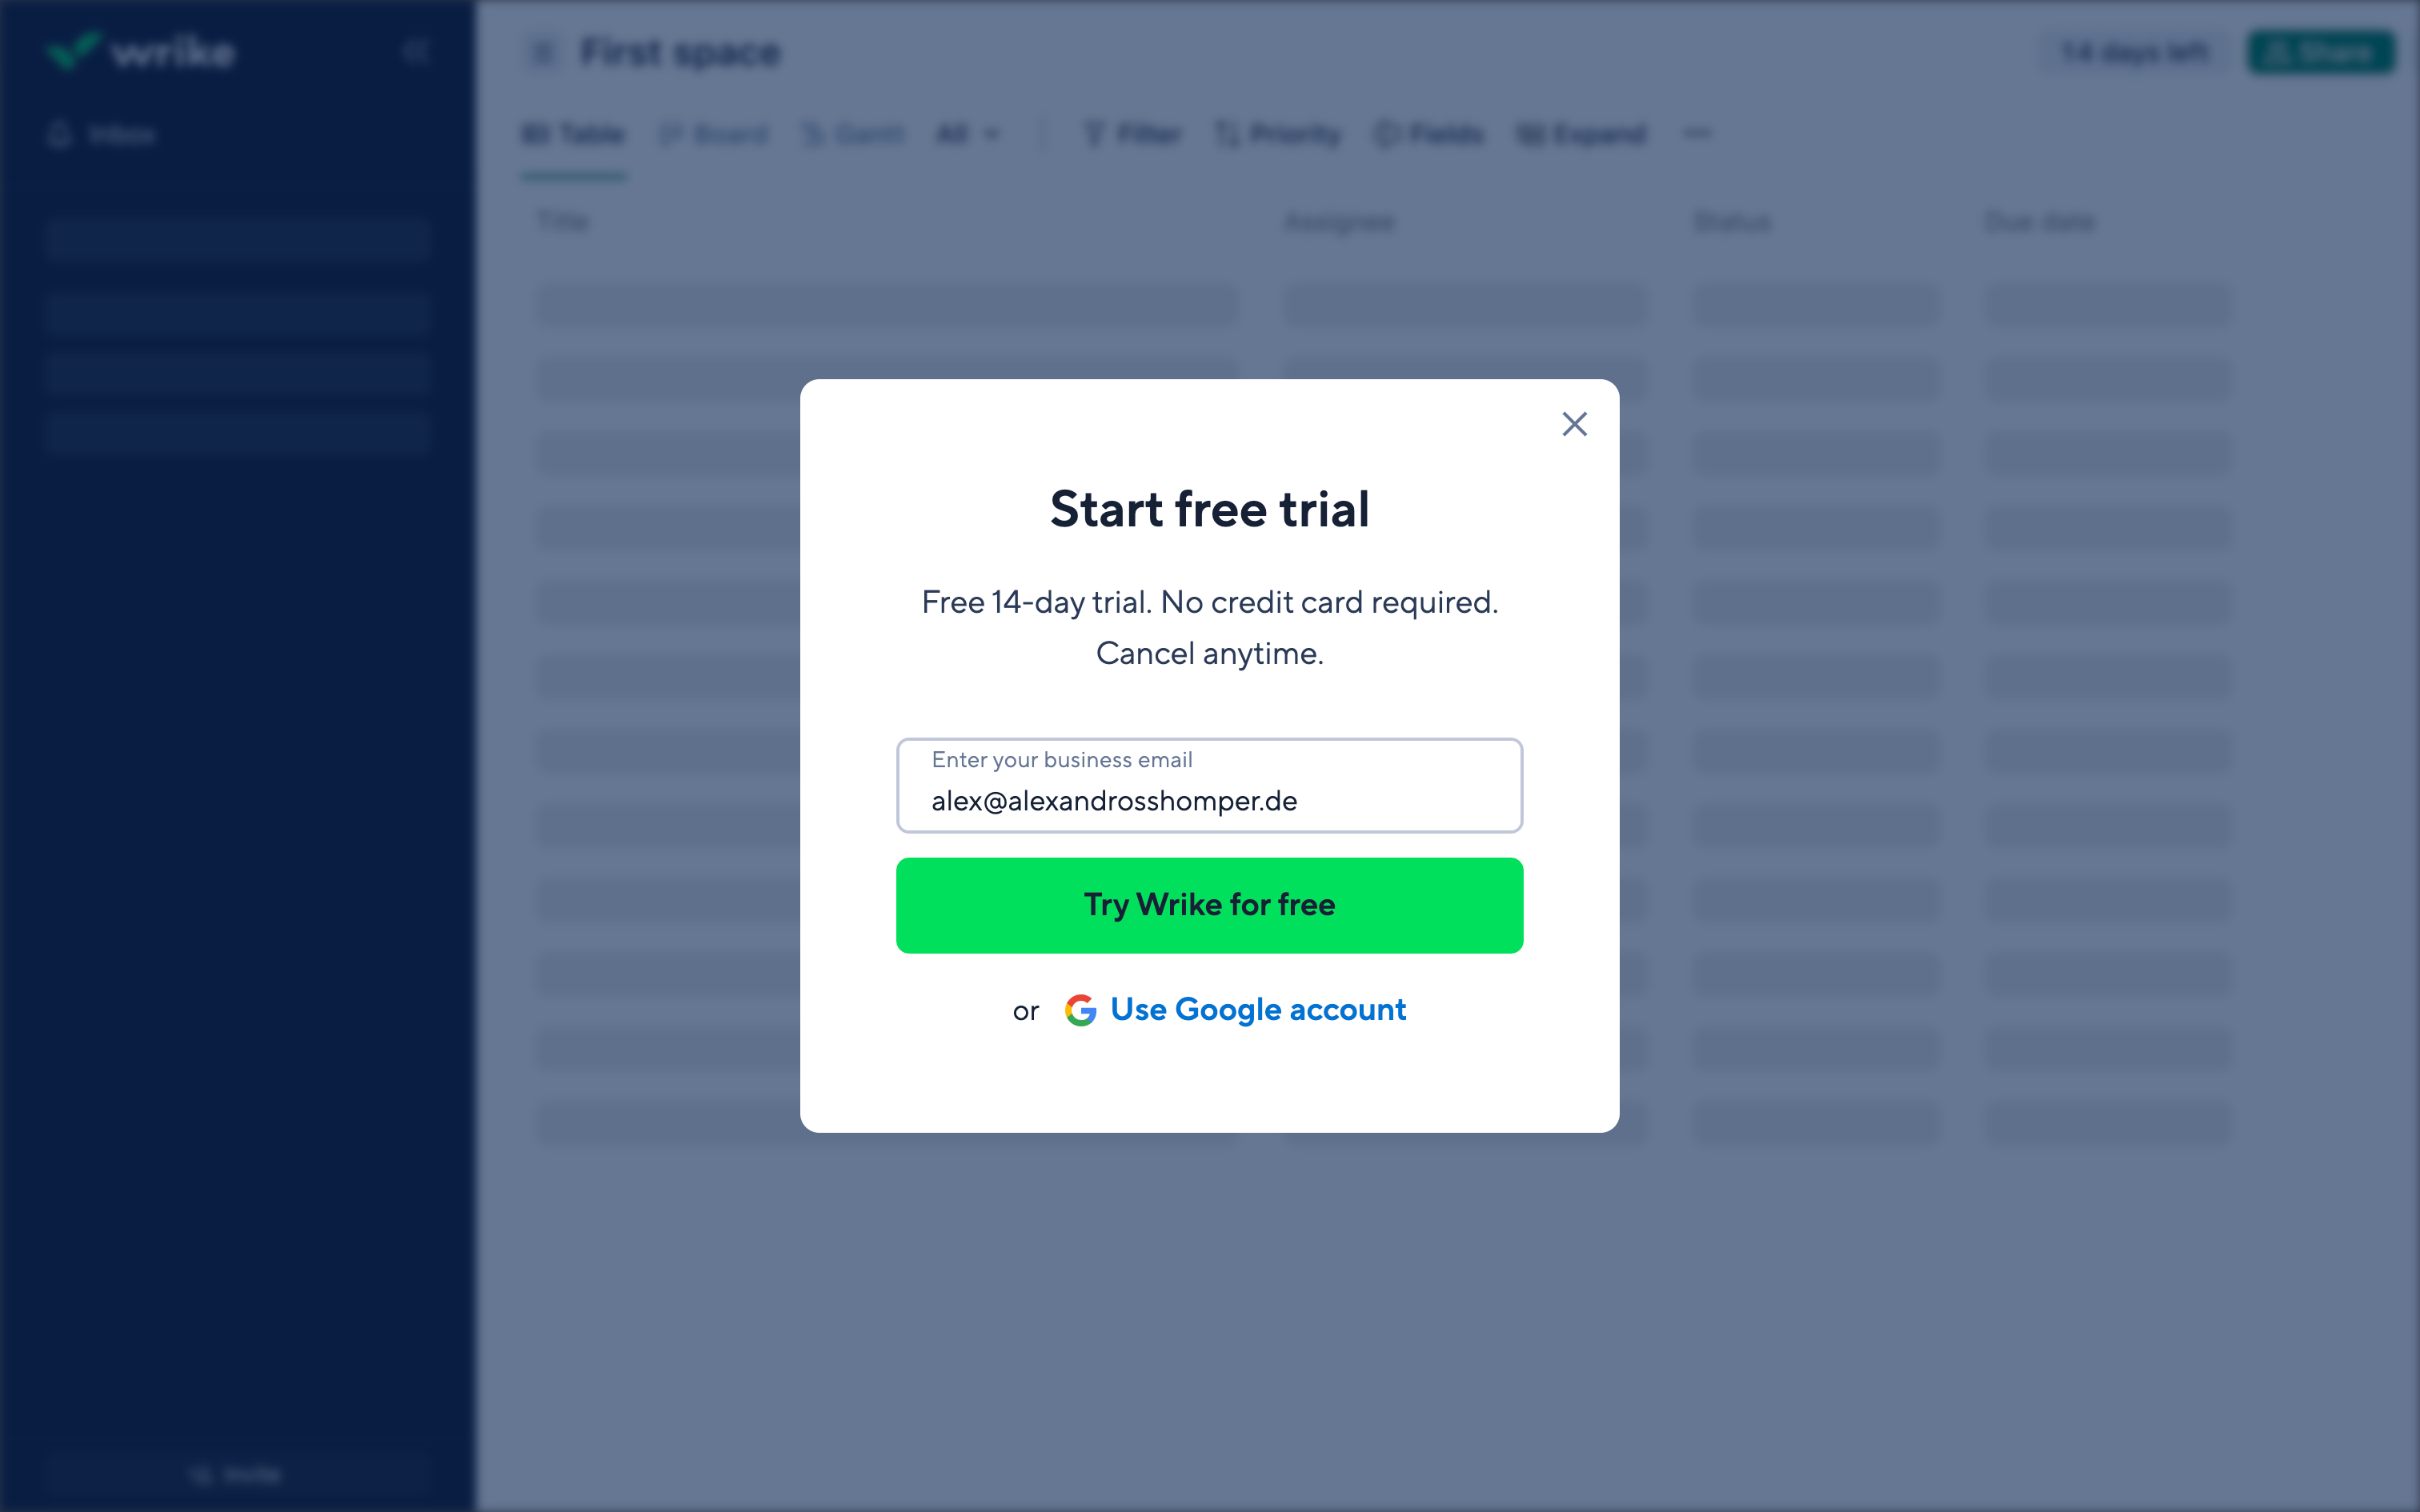 wrike
First space
14 days left
Share
Inbox
Table
Board
Gantt
All
Filter
Priority
Fields
Expand
Title
Assignee
Status
Due date
Start free trial
Free 14-day trial. No credit card required.
Cancel anytime.
Enter your business email
alex@alexandrosshomper.de
Try Wrike for free
or
Use Google account
Invite